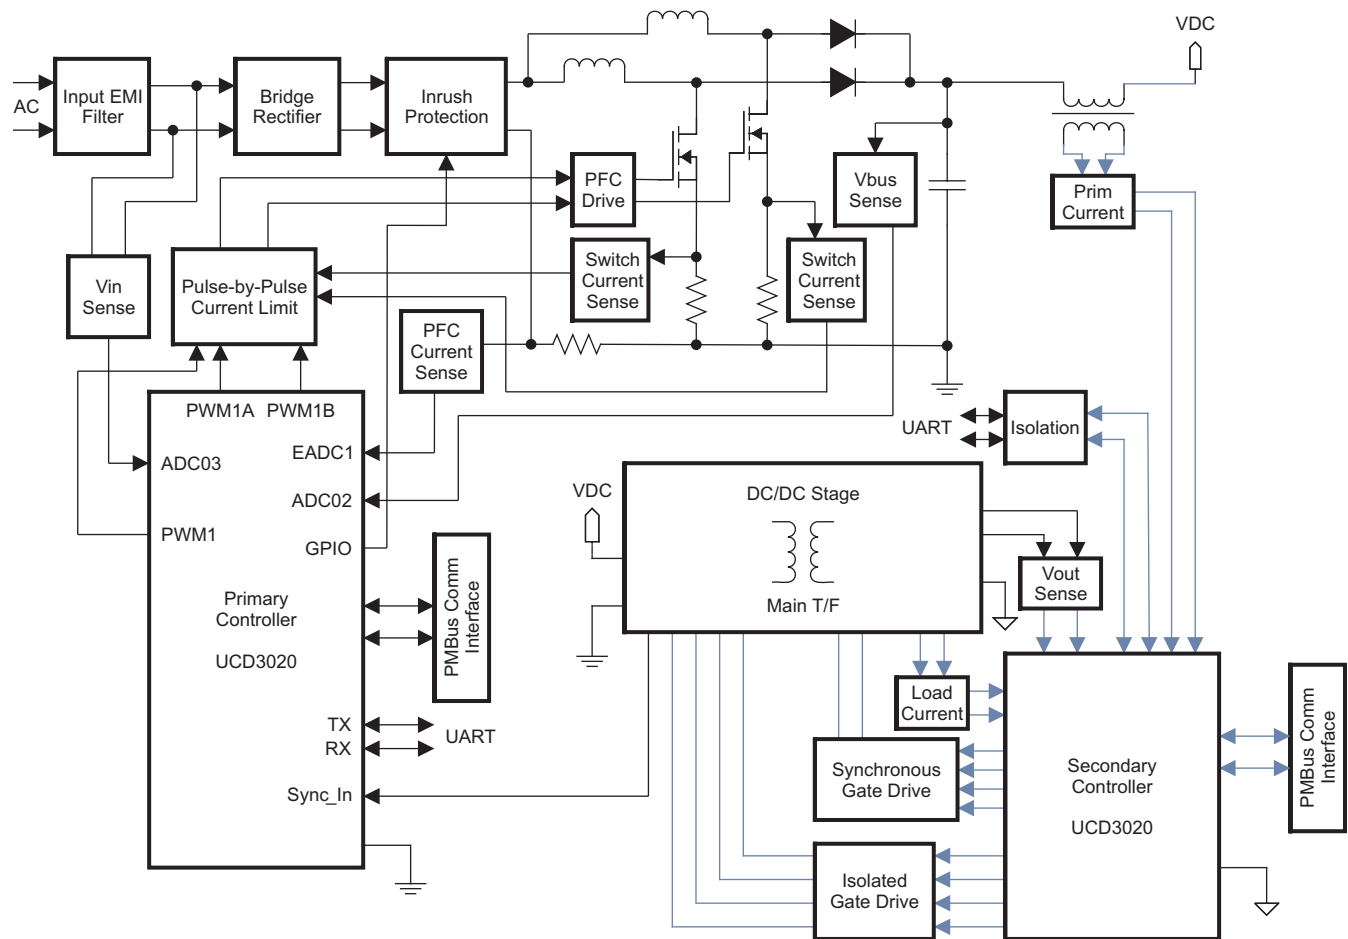 VDC
AC
Input EMI
Filter
Bridge
Rectifier
Inrush
Protection
PFC
Drive
Vbus
Sense
Prim
Current
Vin
Sense
Pulse-by-Pulse
Current Limit
Switch
Current
Sense
Switch
Current
Sense
PFC
Current
Sense
PWM1A PWM1B
EADC1
ADC03
ADC02
PWM1
GPIO
Primary
Controller
UCD3020
PMBus Comm
Interface
TX
RX
UART
Sync_In
UART
Isolation
VDC
DC/DC Stage
Main T/F
Vout
Sense
Load
Current
Synchronous
Gate Drive
Secondary
Controller
UCD3020
PMBus Comm
Interface
Isolated
Gate Drive